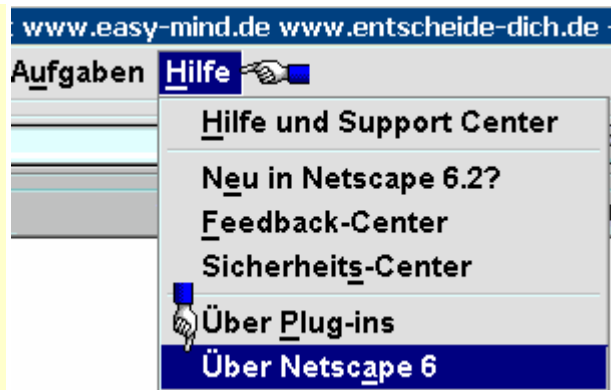 www.easy-mind.de www.entscheide-dich.de -
Aufgaben Hilfe
Hilfe und Support Center
Neu in Netscape 6.2?
Feedback-Center
Sicherheits-Center
Über Plug-ins
Über Netscape 6